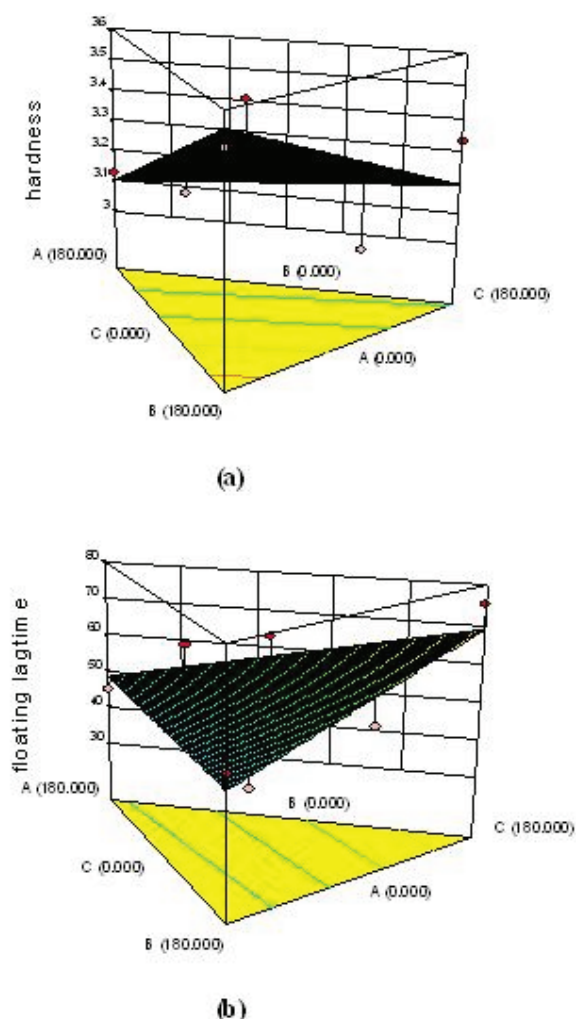 3.6
3.5
3.4
3.3
3.2
3.1
3
hardness
A (180.000)
B (0.000)
C (180.000)
C (0.000)
A (0.000)
B (180.000)
(a)
80
70
60
50
40
30
floating lagtime
A (180.000)
B (0.000)
C (180.000)
C (0.000)
A (0.000)
B (180.000)
(b)